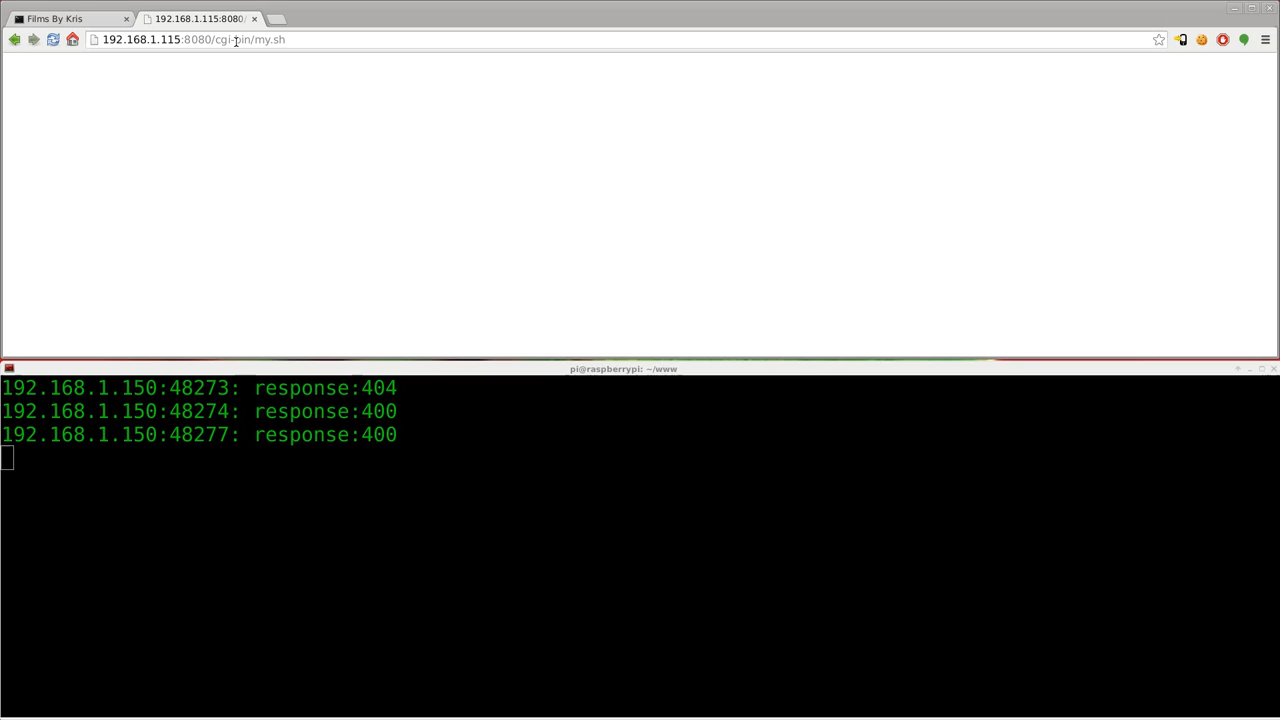 Films By Kris
192.168.1.115:8080/
192.168.1.115:8080/cgi-bin/my.sh
pi@raspberrypi: ~/www
192.168.1.150:48273: response:404
192.168.1.150:48274: response:400
192.168.1.150:48277: response:400